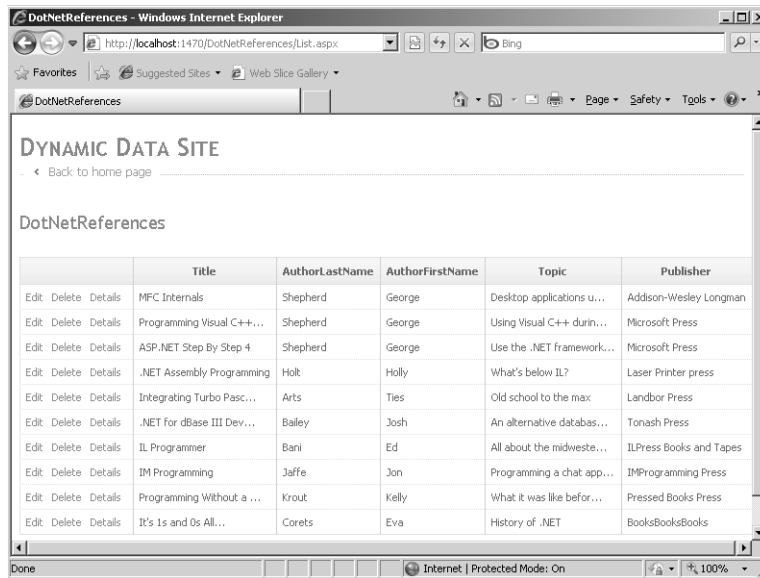 DotNetReferences - Windows Internet Explorer
http://localhost:1470/DotNetReferences/List.aspx Bing
Favorites Suggested Sites Web Slice Gallery
DotNetReferences Page Safety Tools
DYNAMIC DATA SITE
Back to home page
DotNetReferences
Title AuthorLastName AuthorFirstName Topic Publisher
Edit Delete Details MFC Internals Shepherd George Desktop applications u... Addison-Wesley Longman
Edit Delete Details Programming Visual C++... Shepherd George Using Visual C++ durin... Microsoft Press
Edit Delete Details ASP.NET Step By Step 4 Shepherd George Use the .NET framework... Microsoft Press
Edit Delete Details .NET Assembly Programming Holt Holly What's below IL? Laser Printer press
Edit Delete Details Integrating Turbo Pasc... Arts Ties Old school to the max Landbor Press
Edit Delete Details .NET for dBase III Dev... Bailey Josh An alternative databas... Tonash Press
Edit Delete Details IL Programmer Bani Ed All about the midweste... ILPress Books and Tapes
Edit Delete Details IM Programming Jaffe Jon Programming a chat app... IMProgramming Press
Edit Delete Details Programming Without a ... Krout Kelly What it was like befor... Pressed Books Press
Edit Delete Details It's 1s and 0s All... Corets Eva History of .NET BooksBooksBooks
Done Internet | Protected Mode: On 100%